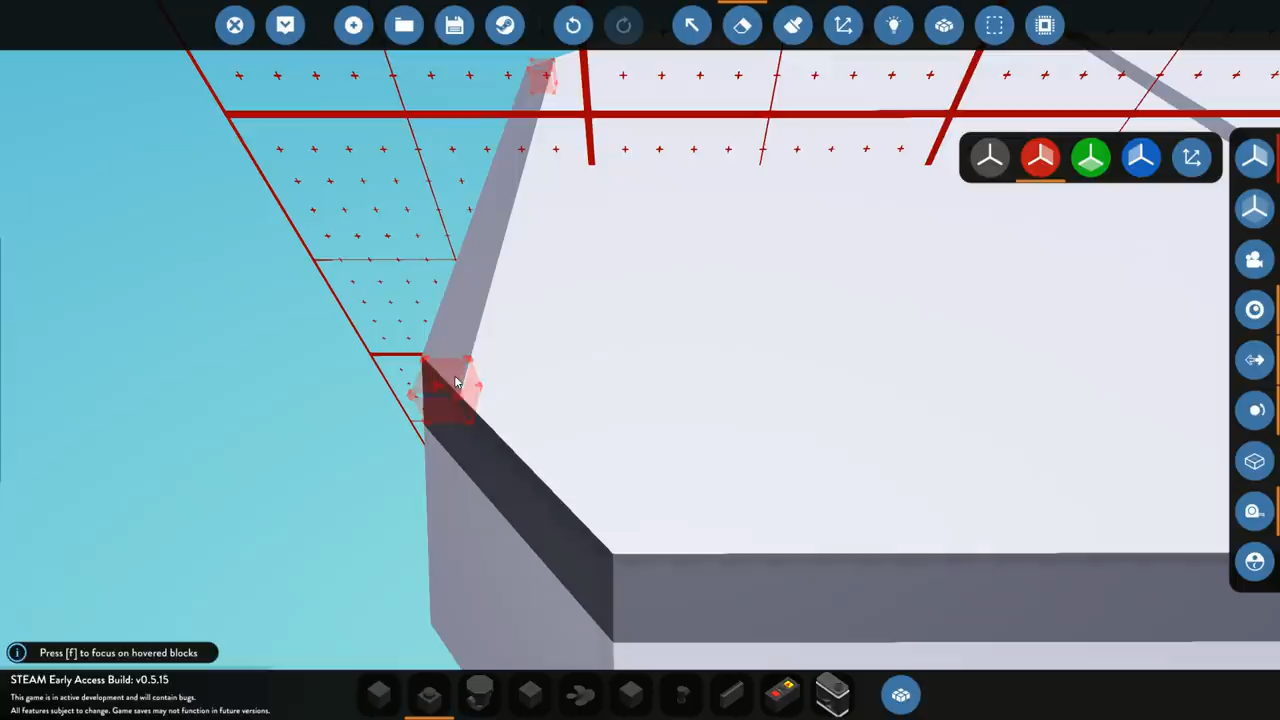 Press [f] to focus on hovered blocks
STEAM Early Access Build: v0.5.15
This game is in active development and will contain bugs.
All features subject to change. Game saves may not function in future versions.